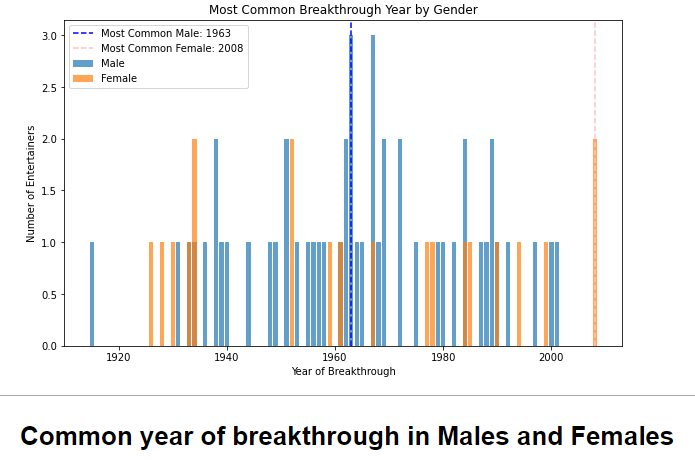 Most Common Breakthrough Year by Gender
Most Common Male: 1963
Most Common Female: 2008
Male
Female
Number of Entertainers
3.0
2.5
2.0
1.5
1.0
0.5
0.0
1920 1940 1960 1980 2000
Year of Breakthrough
Common year of breakthrough in Males and Females